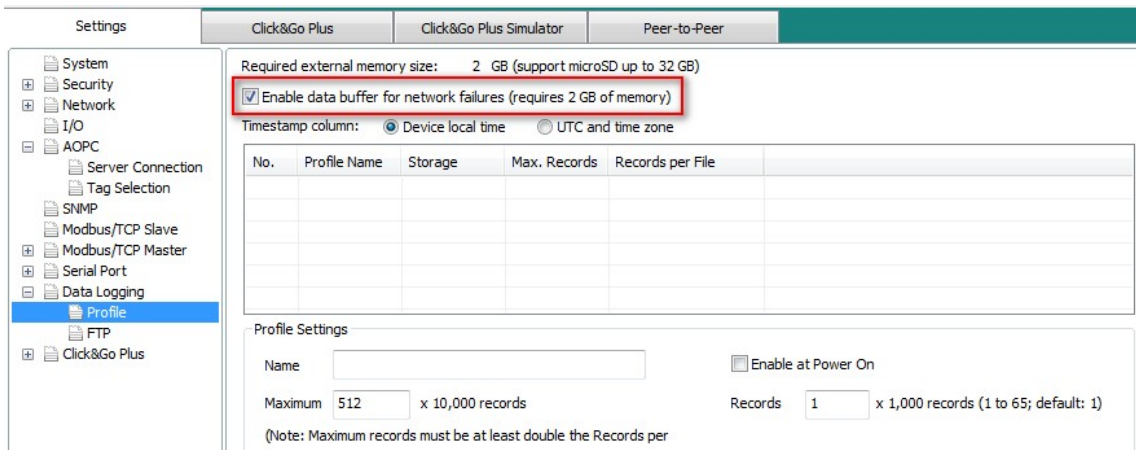 Settings
Click&Go Plus
Click&Go Plus Simulator
Peer-to-Peer
System
Security
Network
I/O
AOPC
Server Connection
Tag Selection
SNMP
Modbus/TCP Slave
Modbus/TCP Master
Serial Port
Data Logging
Profile
FTP
Click&Go Plus
Required external memory size: 2 GB (support microSD up to 32 GB)
Enable data buffer for network failures (requires 2 GB of memory)
Timestamp column: Device local time UTC and time zone
No. Profile Name Storage Max. Records Records per File
Profile Settings
Name Enable at Power On
Maximum 512 x 10,000 records Records 1 x 1,000 records (1 to 65; default: 1)
(Note: Maximum records must be at least double the Records per